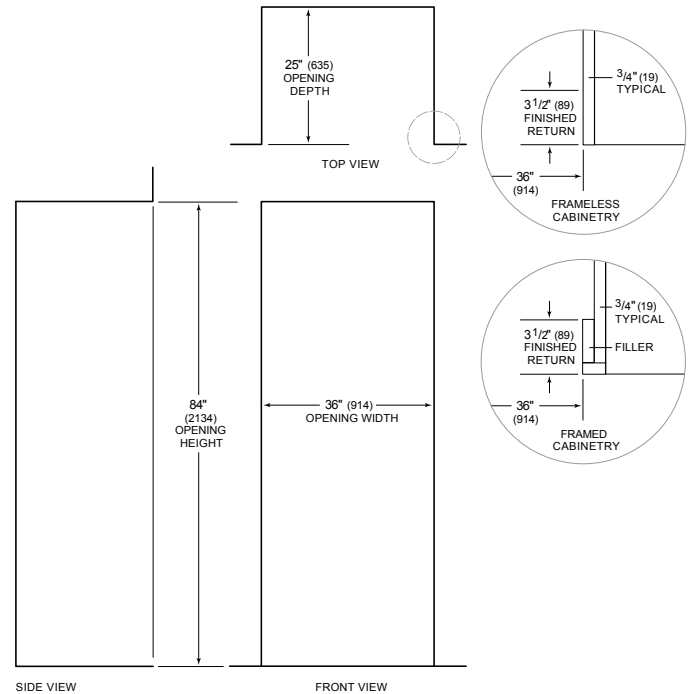 25" (635)
OPENING
DEPTH
TOP VIEW
3/4" (19)
TYPICAL
3 1/2" (89)
FINISHED
RETURN
36"
(914)
FRAMELESS
CABINETRY
3/4" (19)
TYPICAL
3 1/2" (89)
FINISHED
RETURN
FILLER
36"
(914)
FRAMED
CABINETRY
84"
(2134)
OPENING
HEIGHT
36" (914)
OPENING WIDTH
SIDE VIEW
FRONT VIEW